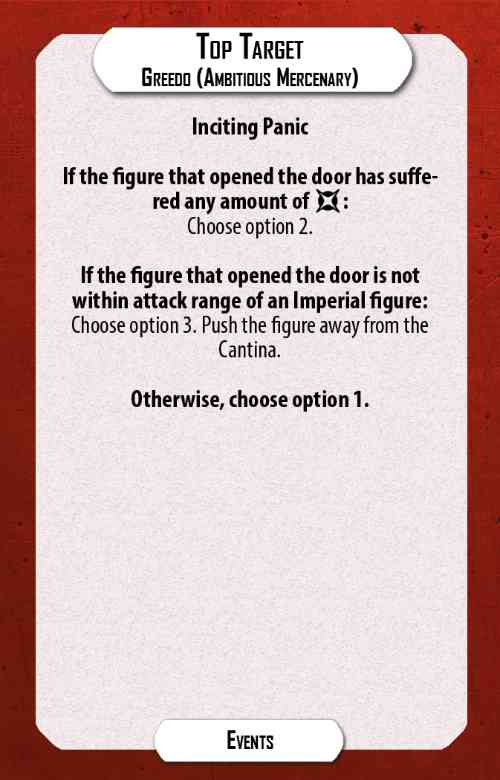 Top Target
Greedo (Ambitious Mercenary)
Inciting Panic
If the figure that opened the door has suffe-
red any amount of :
Choose option 2.
If the figure that opened the door is not
within attack range of an Imperial figure:
Choose option 3. Push the figure away from the
Cantina.
Otherwise, choose option 1.
Events